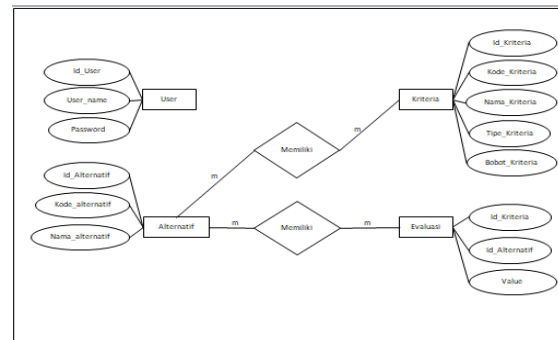 Id_User
User_name
Password
User
Id_Alternatif
Kode_alternatif
Nama_alternatif
Alternatif
m
Memiliki
m
Kriteria
Id_Kriteria
Kode_Kriteria
Nama_Kriteria
Tipe_Kriteria
Bobot_Kriteria
m
Memiliki
m
Evaluasi
Id_Kriteria
Id_Alternatif
Value